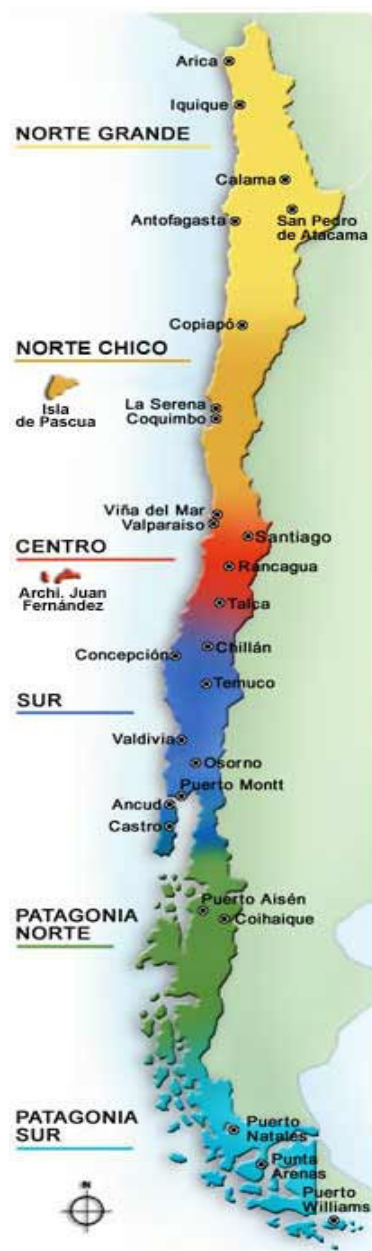 Arica
Iquique
NORTE GRANDE
Calama
Antofagasta
San Pedro
de Atacama
Copiapó
NORTE CHICO
Isla
de Pascua
La Serena
Coquimbo
Viña del Mar
Valparaíso
Santiago
CENTRO
Rancagua
Archi. Juan
Fernández
Talca
Chillán
Concepción
Temuco
SUR
Valdivia
Osorno
Puerto Montt
Ancud
Castro
Puerto Aisén
Coihaique
PATAGONIA
NORTE
PATAGONIA
SUR
Puerto
Natales
Punta
Arenas
Puerto
Williams
N